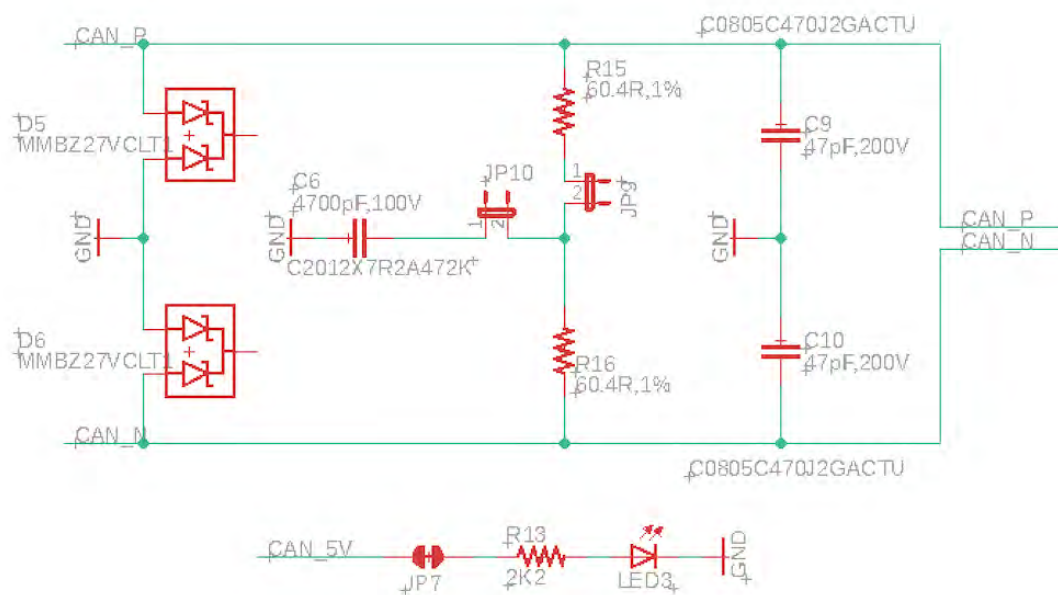 CAN_P
C0805C470J2GACTU
R15
60.4R,1%
D5
MMBZ27VCLT1
C9
47pF,200V
JP10
1
2
JP9
C6
4700pF,100V
1
2
GND
GND
GND
CAN_P
CAN_N
C2012X7R2A472K
D6
MMBZ27VCLT1
C10
47pF,200V
R16
60.4R,1%
CAN_N
C0805C470J2GACTU
R13
CAN_5V
GND
JP7
2K2
LED3